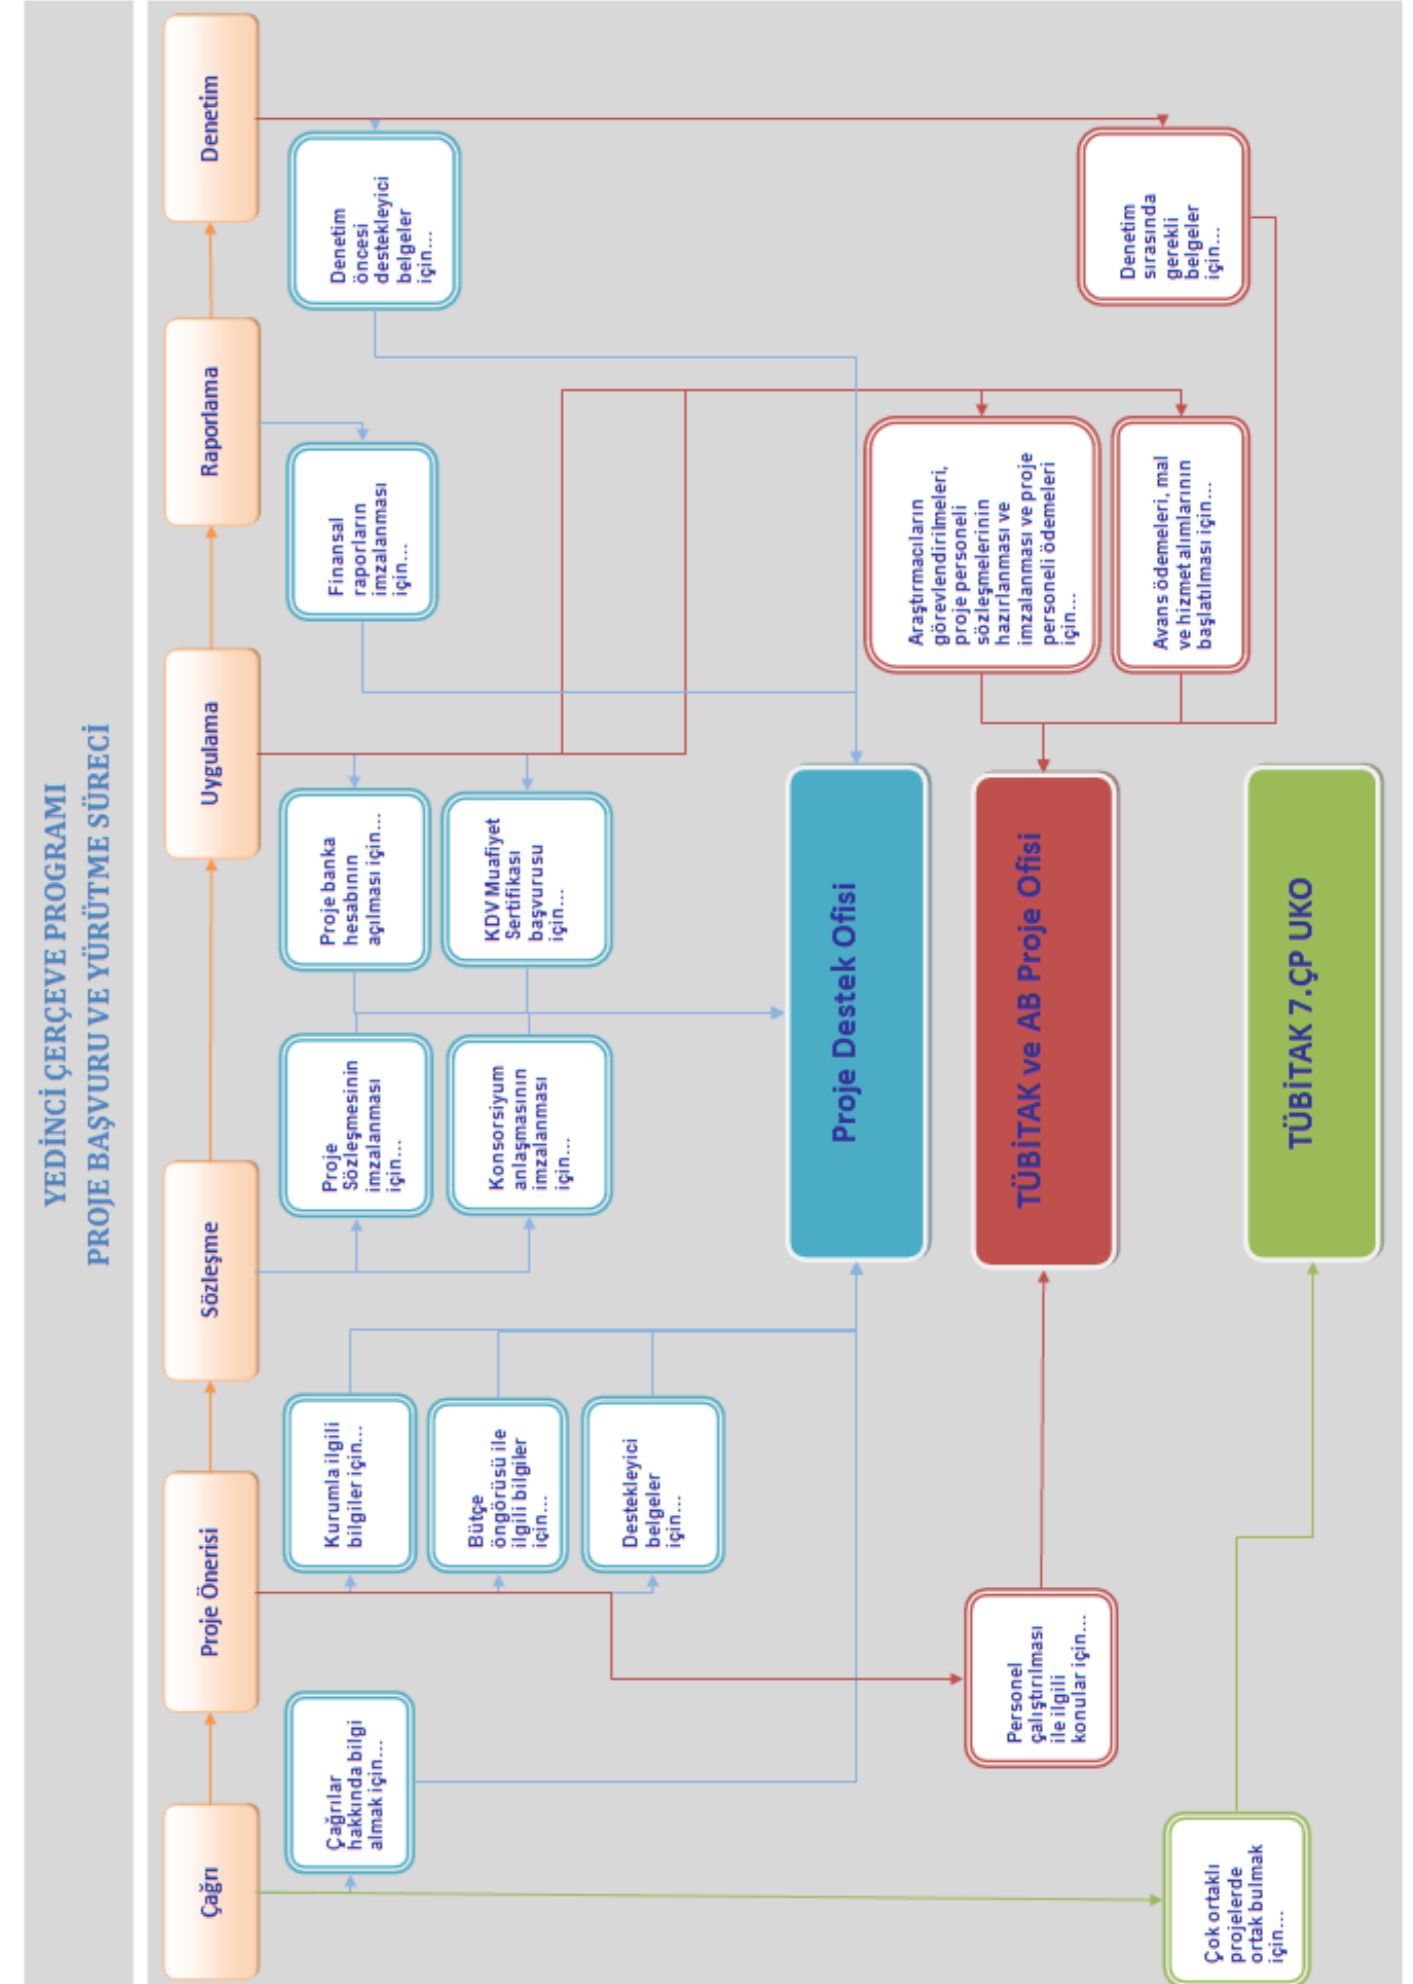 YEDİNCİ ÇERÇEVE PROGRAMI
PROJE BAŞVURU VE YÜRÜTME SÜRECİ
Çağrı
Proje Önerisi
Sözleşme
Uygulama
Raporlama
Denetim
Çağrılar
hakkında bilgi
almak için...
Kurumla ilgili
bilgiler için...
Bütçe
öngörüsü ile
ilgili bilgiler
için...
Destekleyici
belgeler
için...
Proje
Sözleşmesinin
imzalanması
için...
Konsorsiyum
anlaşmasının
imzalanması
için...
Proje banka
hesabının
açılması için...
KDV Muafiyet
Sertifikası
başvurusu
için...
Finansal
raporların
imzalanması
için...
Denetim
öncesi
destekleyici
belgeler
için...
Proje Destek Ofisi
Personel
çalıştırılması
ile ilgili
konular için...
TÜBİTAK ve AB Proje Ofisi
Araştırmacıların
görevlendirilmeleri,
proje personeli
sözleşmelerinin
hazırlanması ve
imzalanması ve proje
personeli ödemeleri
için...
Avans ödemeleri, mal
ve hizmet alımlarının
başlatılması için...
Denetim
sırasında
gerekli
belgeler
için...
Çok ortaklı
projelerde
ortak bulmak
için...
TÜBİTAK 7.ÇP UKO